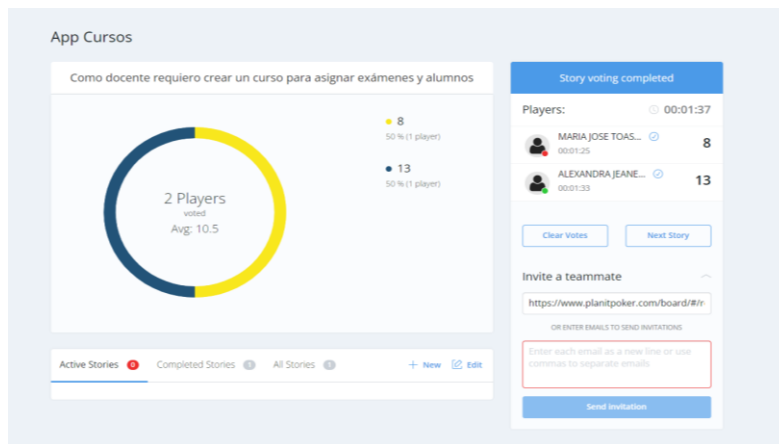 App Cursos
Como docente requiero crear un curso para asignar exámenes y alumnos
8
50 % (1 player)
13
50 % (1 player)
2 Players
voted
Avg: 10.5
Active Stories 0
Completed Stories
All Stories
+ New
Edit
Story voting completed
Players:
00:01:37
MARIA JOSE TOAS...
8
00:01:25
ALEXANDRA JEANE...
13
00:01:33
Clear Votes
Next Story
Invite a teammate
https://www.planitpoker.com/board/#/r
OR ENTER EMAILS TO SEND INVITATIONS
Enter each email as a new line or use
commas to separate emails.
Send invitation